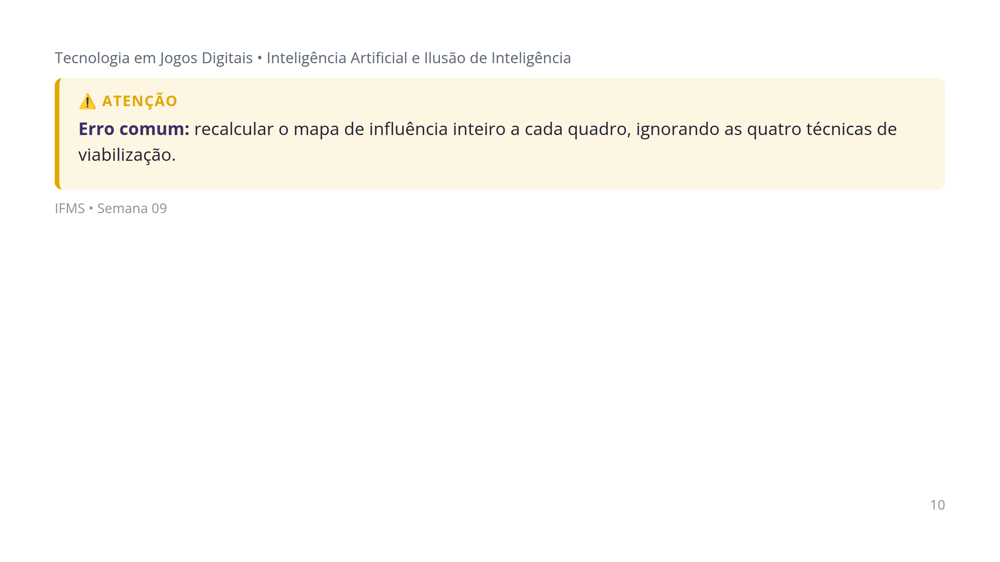 Tecnologia em Jogos Digitais • Inteligência Artificial e Ilusão de Inteligência
⚠️ ATENÇÃO
Erro comum: recalcular o mapa de influência inteiro a cada quadro, ignorando as quatro técnicas de
viabilização.
IFMS • Semana 09
10